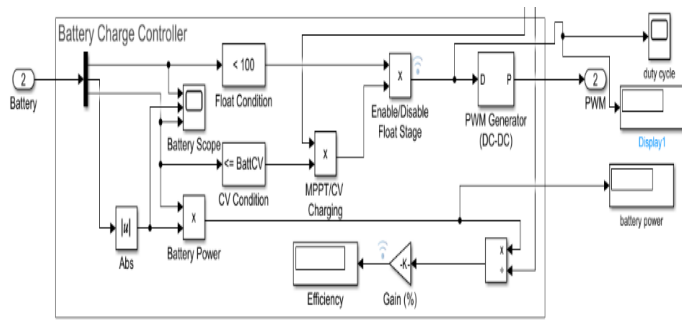 Battery Charge Controller
2
Battery
< 100
Float Condition
Battery Scope
<= BattCV
CV Condition
x
MPPT/CV
Charging
x
Enable/Disable
Float Stage
D
P
PWM Generator
(DC-DC)
2
PWM
duty cycle
Display1
battery power
|u|
Abs
x
Battery Power
Efficiency
-K-
Gain (%)
x
÷